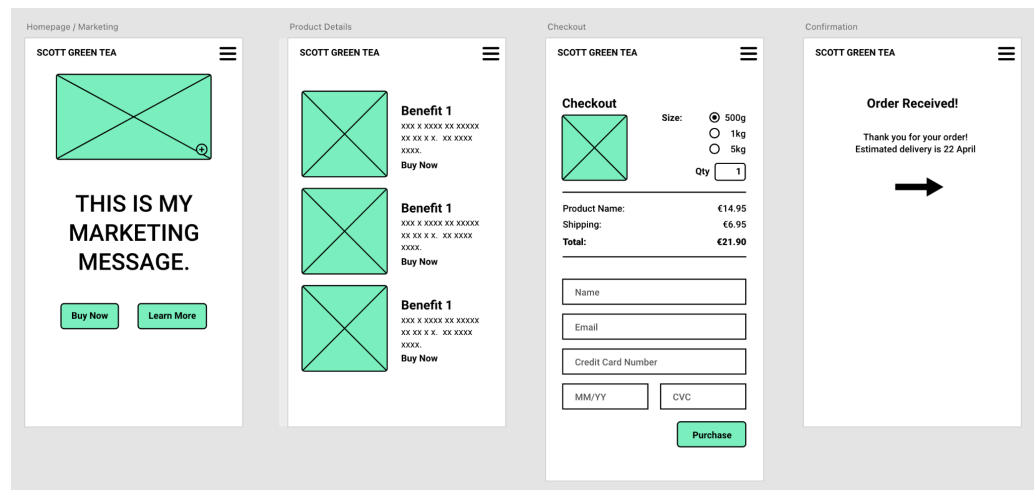 Homepage / Marketing
SCOTT GREEN TEA
THIS IS MY
MARKETING
MESSAGE.
Buy Now
Learn More
Product Details
SCOTT GREEN TEA
Benefit 1
xxx x xxxx xx xxxxx
xx xx x x. xx xxxx
xxxx.
Buy Now
Benefit 1
xxx x xxxx xx xxxxx
xx xx x x. xx xxxx
xxxx.
Buy Now
Benefit 1
xxx x xxxx xx xxxxx
xx xx x x. xx xxxx
xxxx.
Buy Now
Checkout
SCOTT GREEN TEA
Checkout
Size: 500g
1kg
5kg
Qty 1
Product Name: €14.95
Shipping: €6.95
Total: €21.90
Name
Email
Credit Card Number
MM/YY CVC
Purchase
Confirmation
SCOTT GREEN TEA
Order Received!
Thank you for your order!
Estimated delivery is 22 April